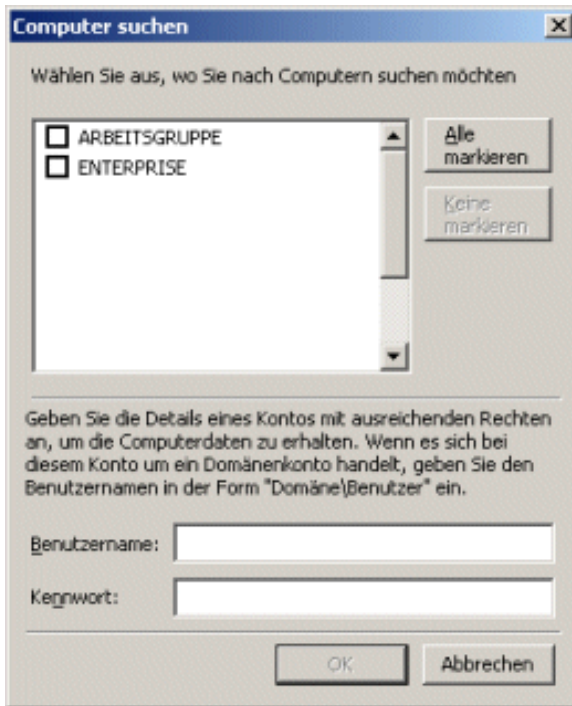 Computer suchen
Wählen Sie aus, wo Sie nach Computern suchen möchten
ARBEITSGRUPPE
ENTERPRISE
Alle
markieren
Keine
markieren
Geben Sie die Details eines Kontos mit ausreichenden Rechten
an, um die Computerdaten zu erhalten. Wenn es sich bei
diesem Konto um ein Domänenkonto handelt, geben Sie den
Benutzernamen in der Form "Domäne\Benutzer" ein.
Benutzername:
Kennwort:
OK
Abbrechen